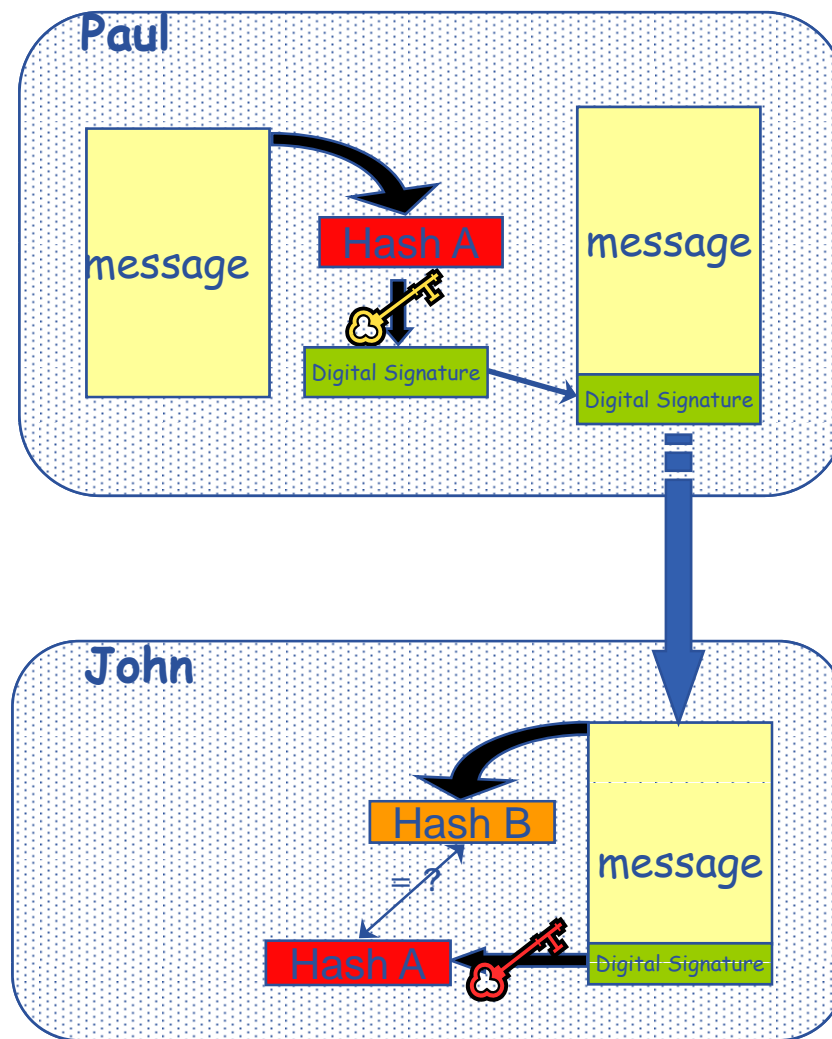 Paul
message
Hash A
message
Digital Signature
Digital Signature
John
Hash B
= ?
message
Hash A
Digital Signature